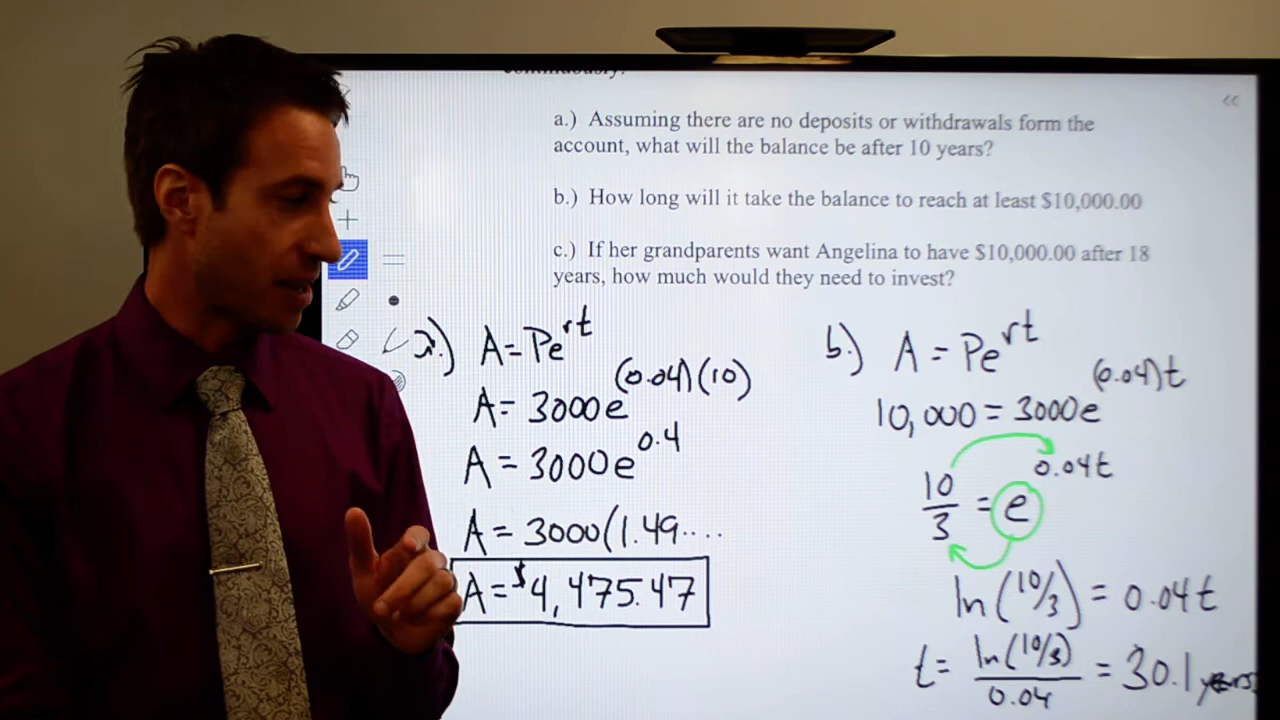 continuously?
a.) Assuming there are no deposits or withdrawals form the
account, what will the balance be after 10 years?
b.) How long will it take the balance to reach at least $10,000.00
c.) If her grandparents want Angelina to have $10,000.00 after 18
years, how much would they need to invest?
a.) A = Pe^rt
A = 3000e^(0.04)(10)
A = 3000e^0.4
A = 3000(1.49....
A = $4,475.47
b.) A = Pe^rt
10,000 = 3000e^(0.04)t
10/3 = e^0.04t
ln(10/3) = 0.04t
t = ln(10/3)/0.04 = 30.1 years